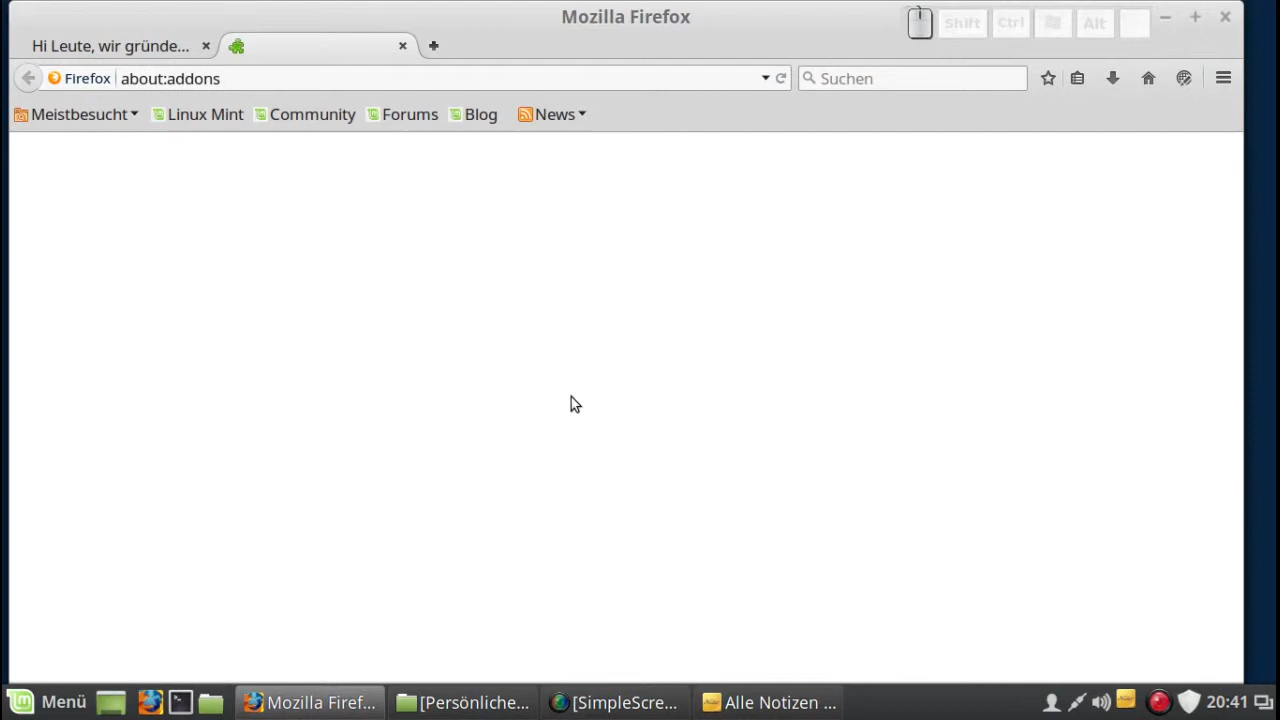 Mozilla Firefox
Shift Ctrl Alt
Hi Leute, wir gründe...
Firefox about:addons
Suchen
Meistbesucht Linux Mint Community Forums Blog News
Menü Mozilla Firef... [Persönliche... [SimpleScre... Alle Notizen ... 20:41